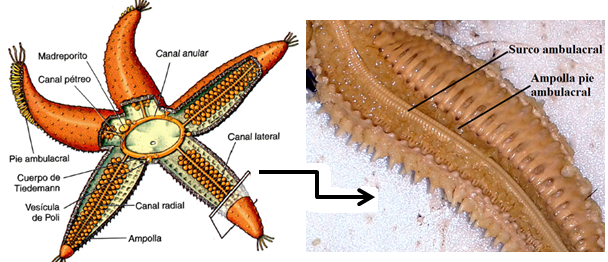 Madreporito
Canal anular
Canal pétreo
Pie ambulacral
Canal lateral
Cuerpo de
Tiedemann
Vesícula
de Poli
Canal radial
Ampolla
Surco ambulacral
Ampolla pie
ambulacral